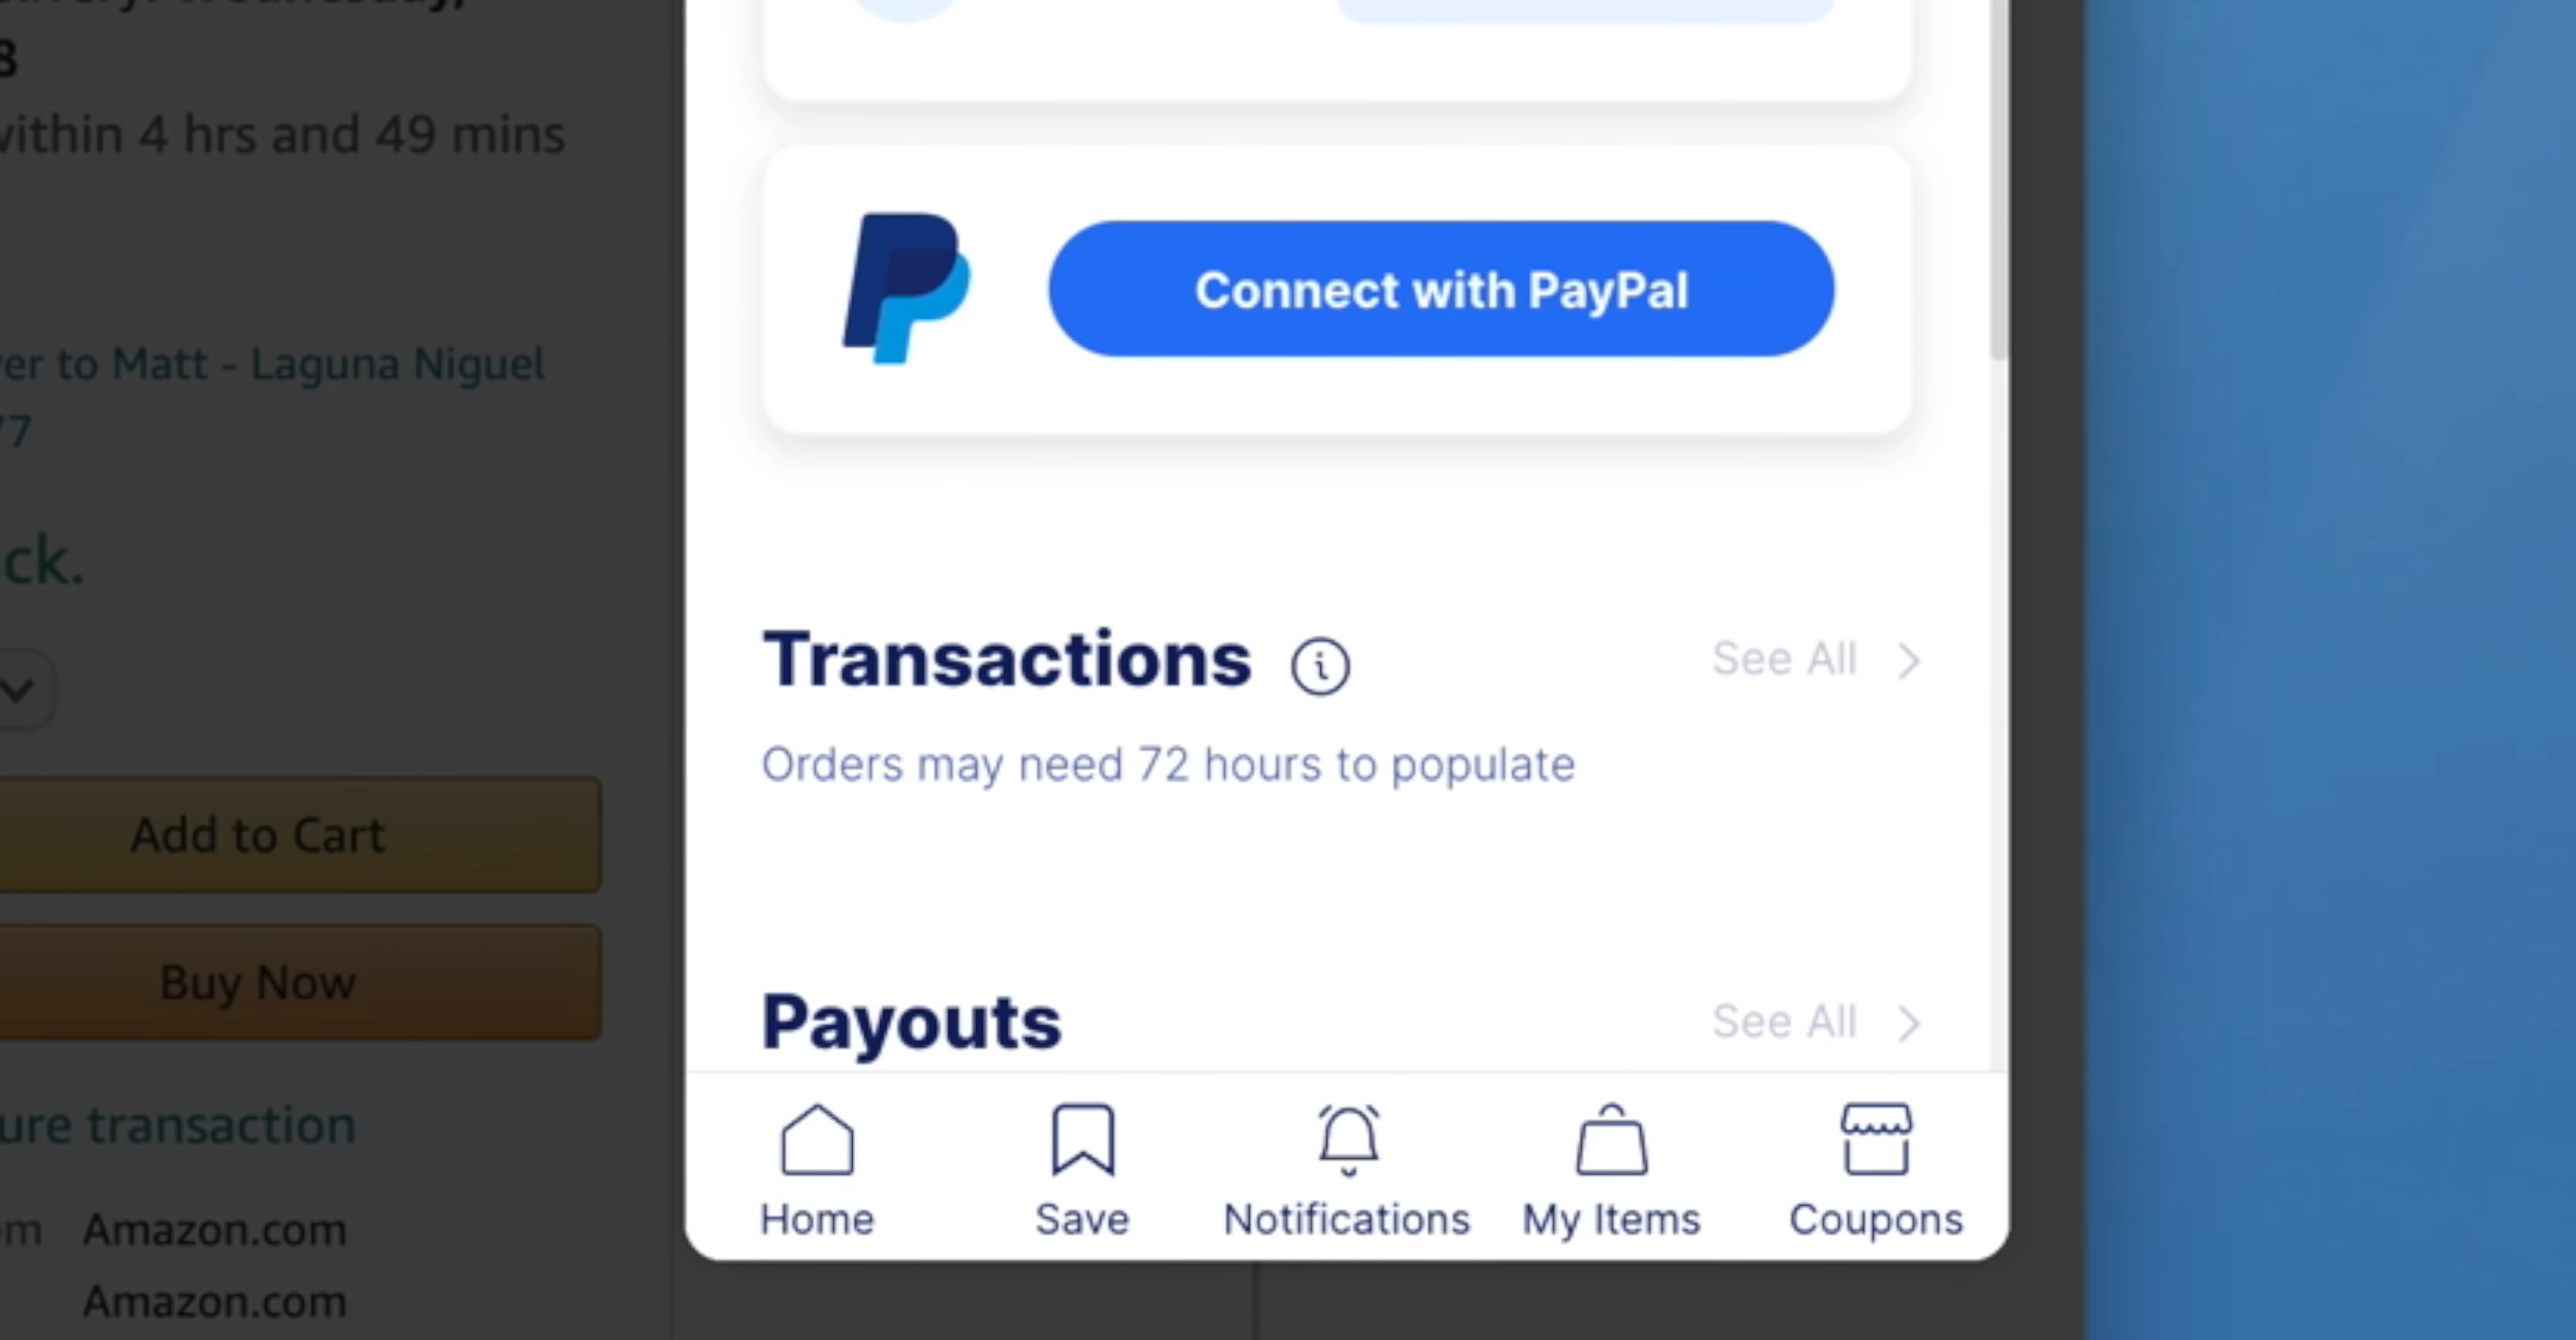 8
within 4 hrs and 49 mins
er to Matt - Laguna Niguel
77
ck.
Add to Cart
Buy Now
ure transaction
m Amazon.com
Amazon.com
Connect with PayPal
Transactions
See All
Orders may need 72 hours to populate
Payouts
See All
Home
Save
Notifications
My Items
Coupons